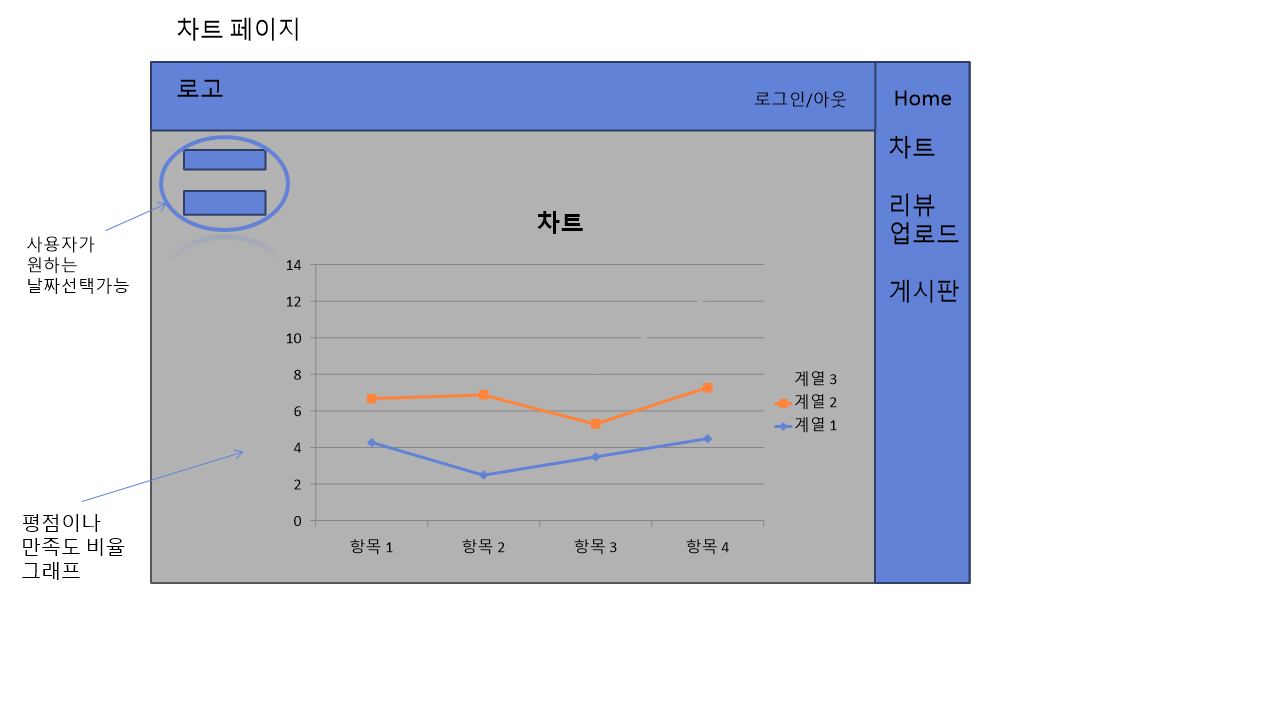 차트 페이지
로고
로그인/아웃
Home
차트
리뷰
업로드
게시판
사용자가
원하는
날짜선택가능
차트
14
12
10
8
6
4
2
0
항목 1
항목 2
항목 3
항목 4
계열 3
계열 2
계열 1
평점이나
만족도 비율
그래프